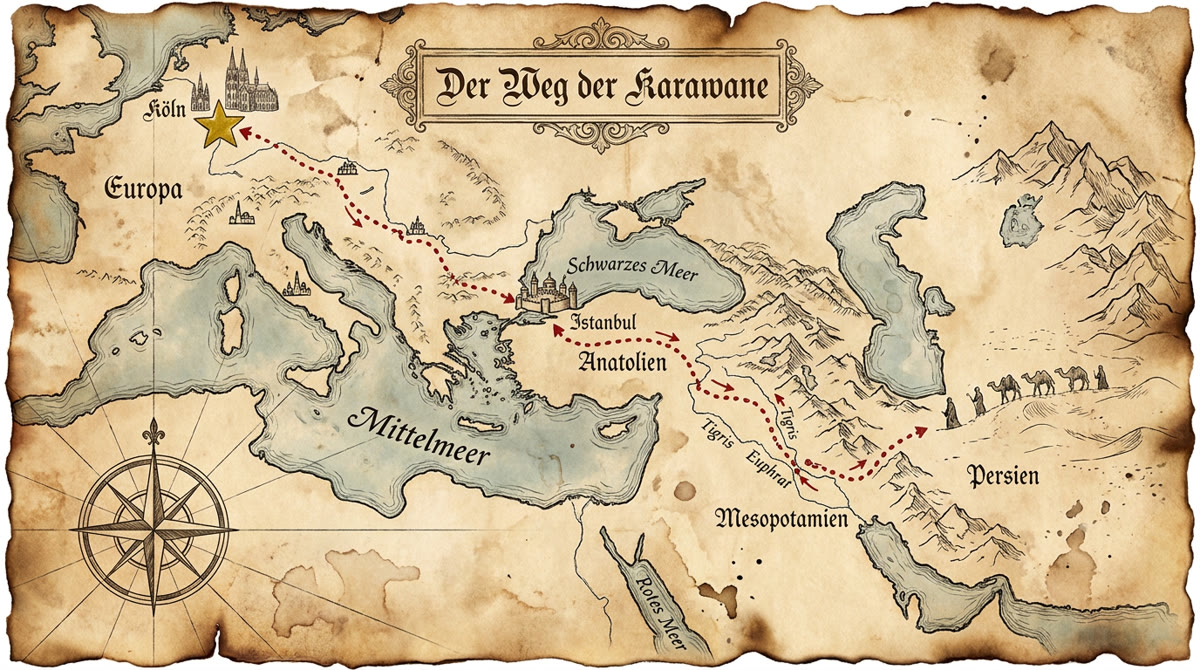 Der Weg der Karawane
Köln
Europa
Schwarzes Meer
Istanbul
Anatolien
Mittelmeer
Tigris
Tigris
Euphrat
Persien
Mesopotamien
Rotes Meer